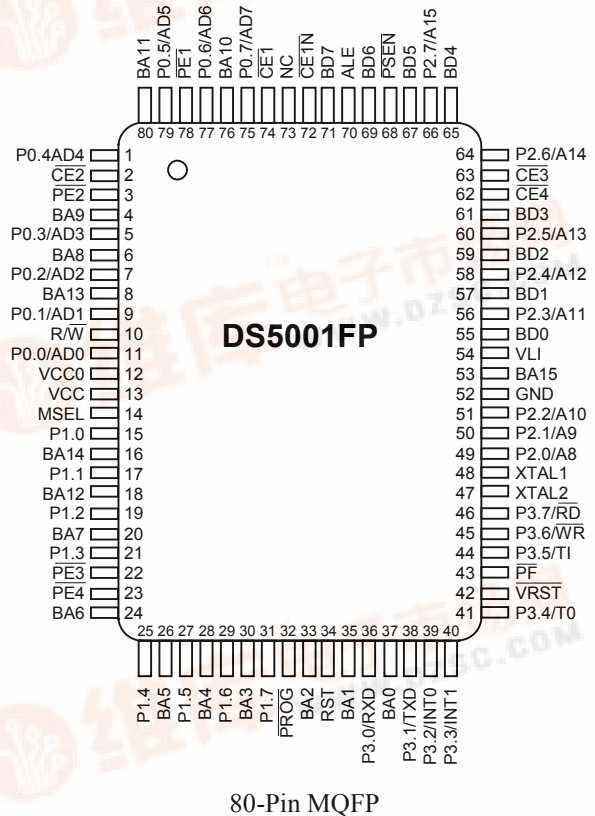 BA11
P0.5/AD5
PE1
P0.6/AD6
BA10
P0.7/AD7
CE1
NC
CE1N
BD7
ALE
BD6
PSEN
BD5
P2.7/A15
BD4
80 79 78 77 76 75 74 73 72 71 70 69 68 67 66 65
P0.4AD4 1
CE2 2
PE2 3
BA9 4
P0.3/AD3 5
BA8 6
P0.2/AD2 7
BA13 8
P0.1/AD1 9
R/W 10
P0.0/AD0 11
VCC0 12
VCC 13
MSEL 14
P1.0 15
BA14 16
P1.1 17
BA12 18
P1.2 19
BA7 20
P1.3 21
PE3 22
PE4 23
BA6 24
DS5001FP
64 P2.6/A14
63 CE3
62 CE4
61 BD3
60 P2.5/A13
59 BD2
58 P2.4/A12
57 BD1
56 P2.3/A11
55 BD0
54 VLI
53 BA15
52 GND
51 P2.2/A10
50 P2.1/A9
49 P2.0/A8
48 XTAL1
47 XTAL2
46 P3.7/RD
45 P3.6/WR
44 P3.5/TI
43 PF
42 VRST
41 P3.4/T0
25 26 27 28 29 30 31 32 33 34 35 36 37 38 39 40
P1.4
BA5
P1.5
BA4
P1.6
BA3
P1.7
PROG
BA2
RST
BA1
P3.0/RXD
BA0
P3.1/TXD
P3.2/INT0
P3.3/INT1
80-Pin MQFP
维库电子市场
WWW.DZSC.COM